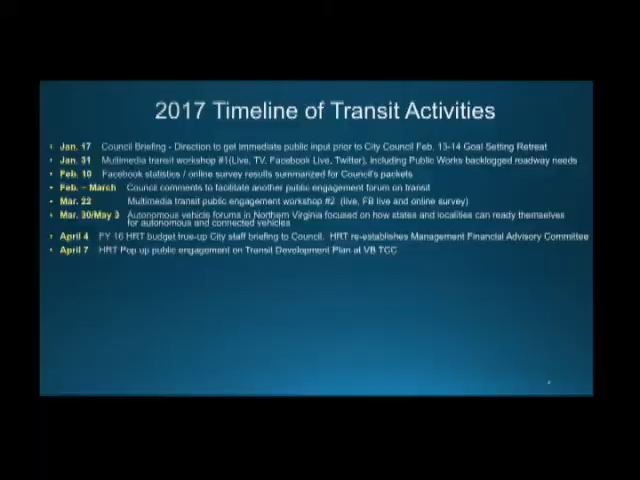 2017 Timeline of Transit Activities
• Jan. 17 Council Briefing - Direction to get immediate public input prior to City Council Feb. 13-14 Goal Setting Retreat
• Jan. 31 Multimedia transit workshop #1(Live, TV, Facebook Live, Twitter), including Public Works backlogged roadway needs
• Feb. 10 Facebook statistics / online survey results summarized for Council's packets
• Feb. – March Council comments to facilitate another public engagement forum on transit
• Mar. 22 Multimedia transit public engagement workshop #2 (live, FB live and online survey)
• Mar. 30/May 3 Autonomous vehicle forums in Northern Virginia focused on how states and localities can ready themselves
for autonomous and connected vehicles
• April 4 FY 16 HRT budget true-up City staff briefing to Council. HRT re-establishes Management Financial Advisory Committee
• April 7 HRT Pop up public engagement on Transit Development Plan at VB TCC